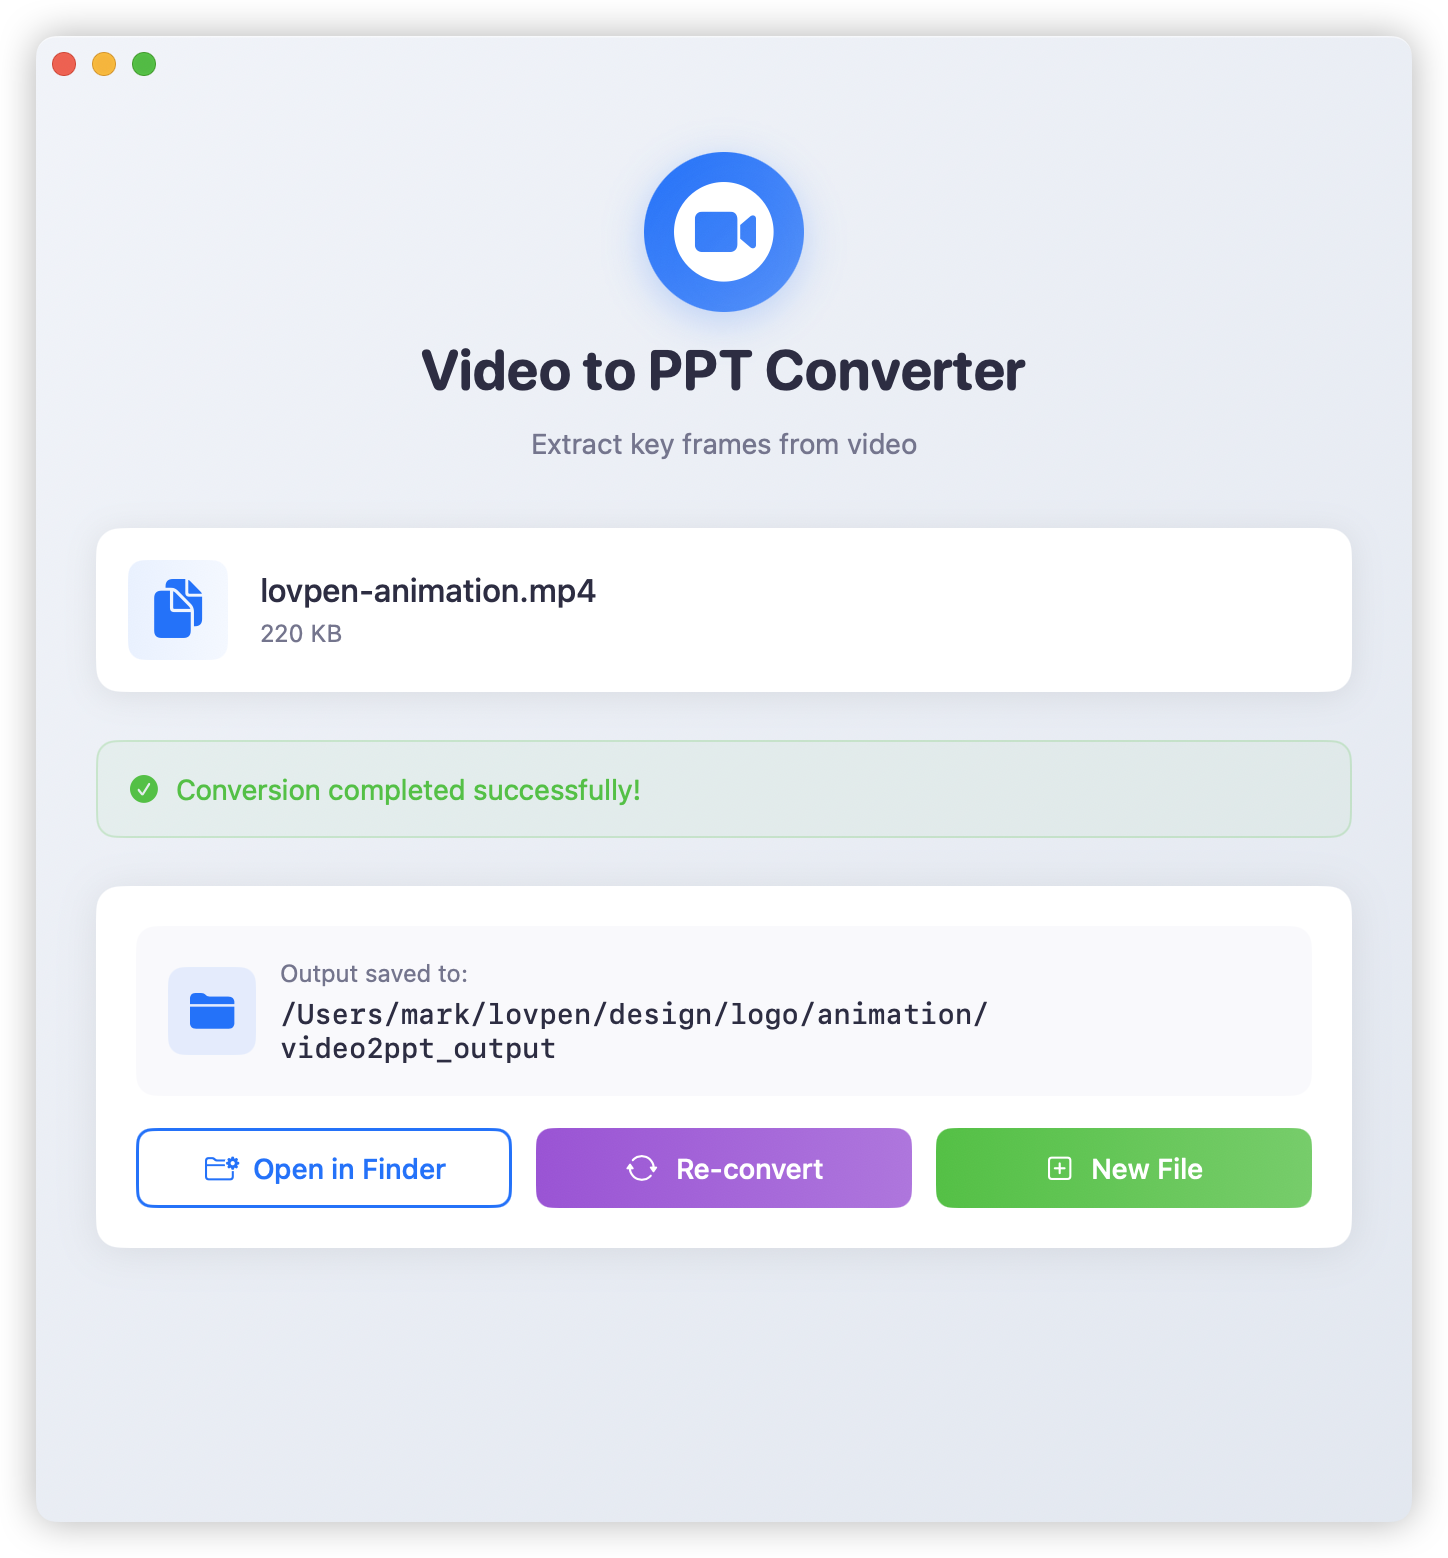 Video to PPT Converter
Extract key frames from video
lovpen-animation.mp4
220 KB
Conversion completed successfully!
Output saved to:
/Users/mark/lovpen/design/logo/animation/
video2ppt_output
Open in Finder
Re-convert
New File